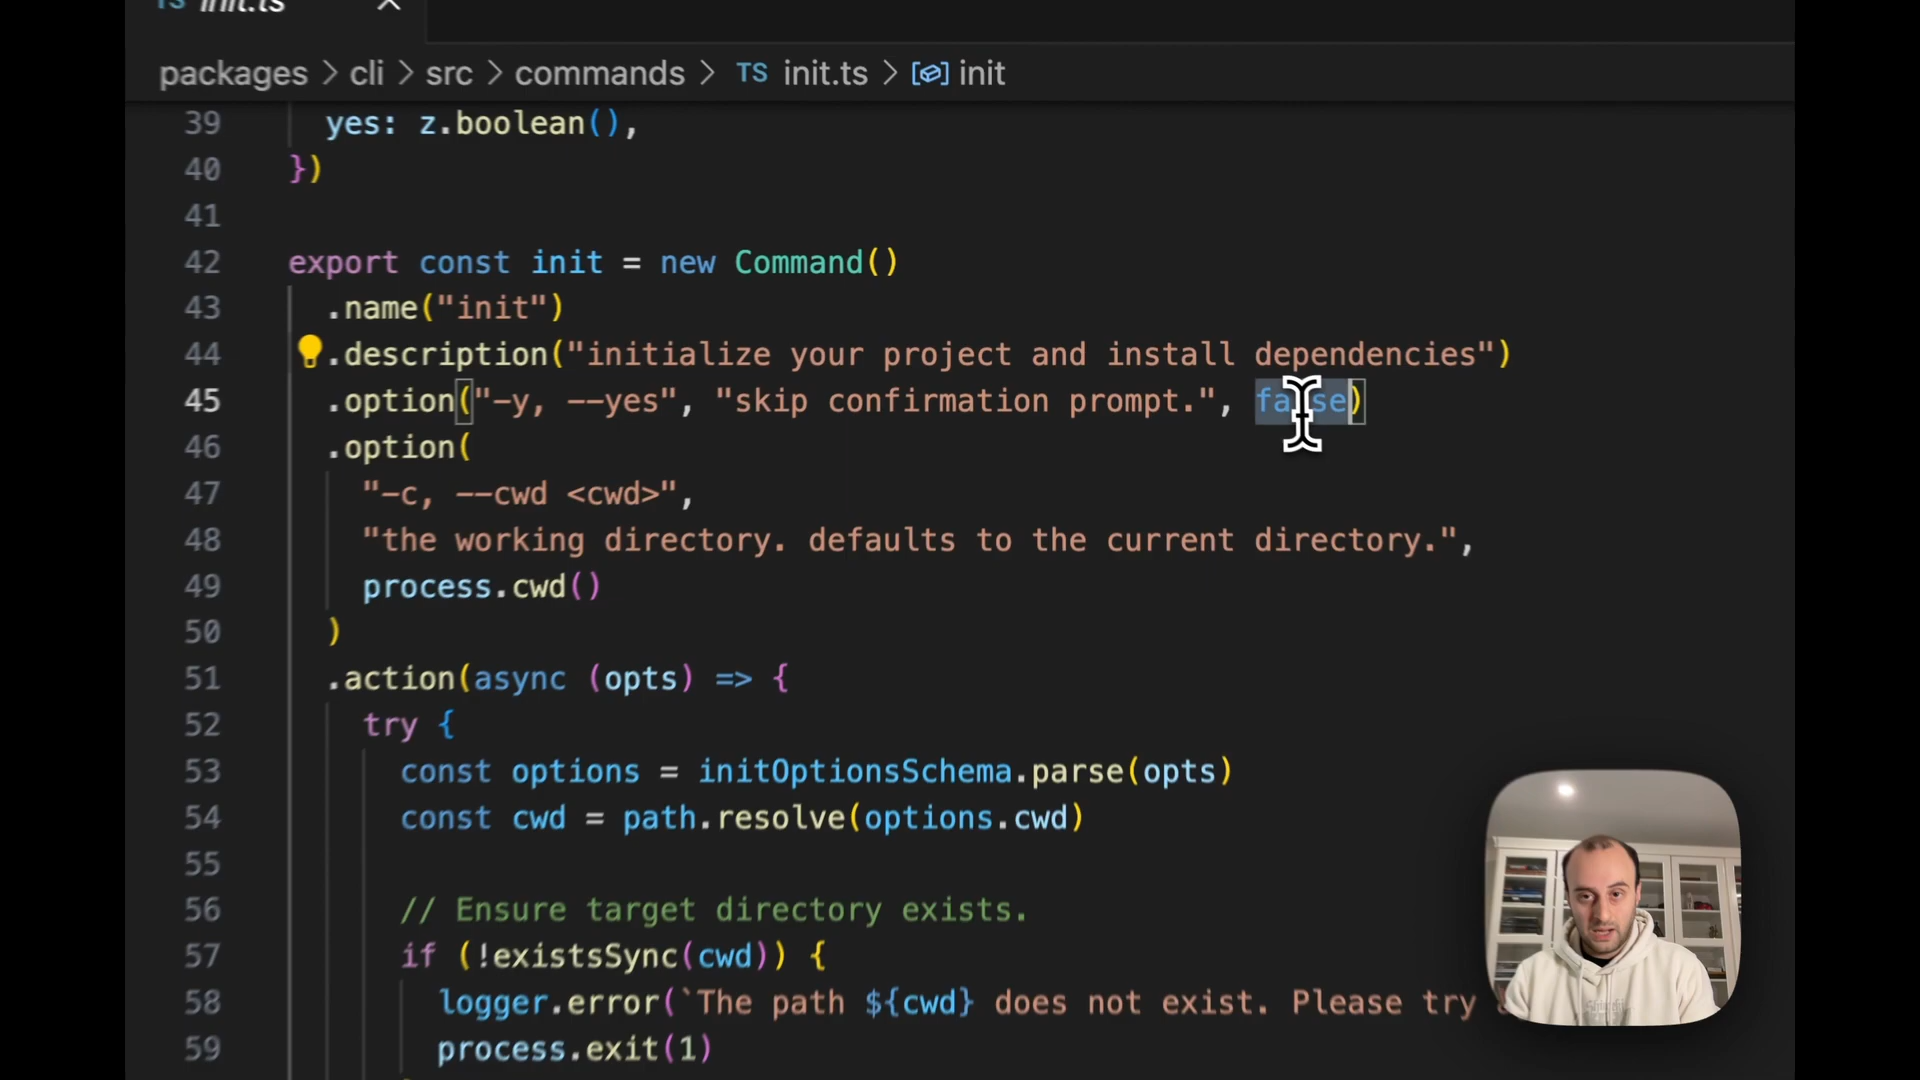 TS init.ts
packages > cli > src > commands > TS init.ts > init
39 yes: z.boolean(),
40 })
41
42 export const init = new Command()
43 .name("init")
44 .description("initialize your project and install dependencies")
45 .option("-y, --yes", "skip confirmation prompt.", false)
46 .option(
47 "-c, --cwd <cwd>",
48 "the working directory. defaults to the current directory.",
49 process.cwd()
50 )
51 .action(async (opts) => {
52 try {
53 const options = initOptionsSchema.parse(opts)
54 const cwd = path.resolve(options.cwd)
55
56 // Ensure target directory exists.
57 if (!existsSync(cwd)) {
58 logger.error(`The path ${cwd} does not exist. Please try
59 process.exit(1)